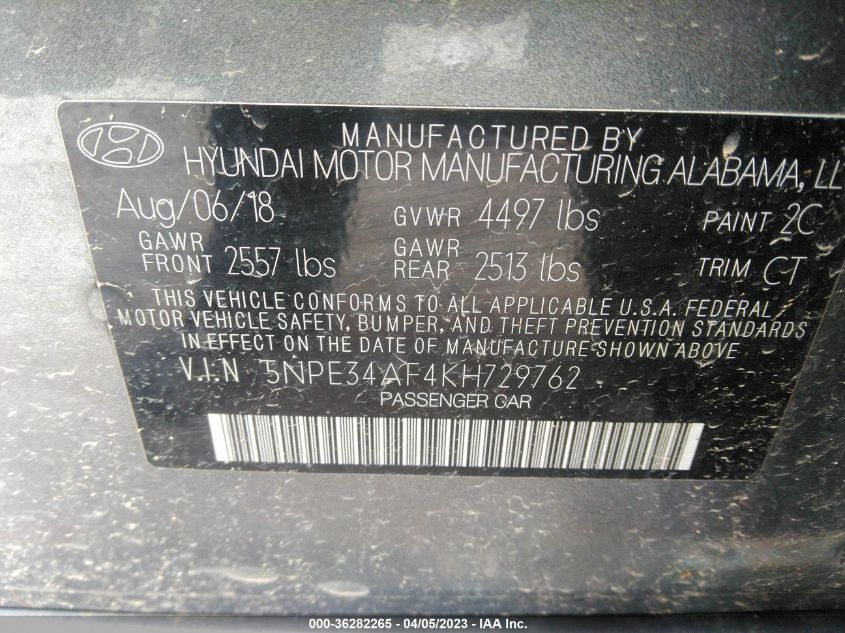 MANUFACTURED BY
HYUNDAI MOTOR MANUFACTURING ALABAMA, LL
Aug/06/18 GVWR 4497 lbs PAINT 2C
GAWR FRONT 2557 lbs GAWR REAR 2513 lbs TRIM CT
THIS VEHICLE CONFORMS TO ALL APPLICABLE U.S.A. FEDERAL
MOTOR VEHICLE SAFETY, BUMPER, AND THEFT PREVENTION STANDARDS
IN EFFECT ON THE DATE OF MANUFACTURE SHOWN ABOVE.
V.I.N 5NPE34AF4KH729762
PASSENGER CAR
000-36282265 - 04/05/2023 - IAA Inc.